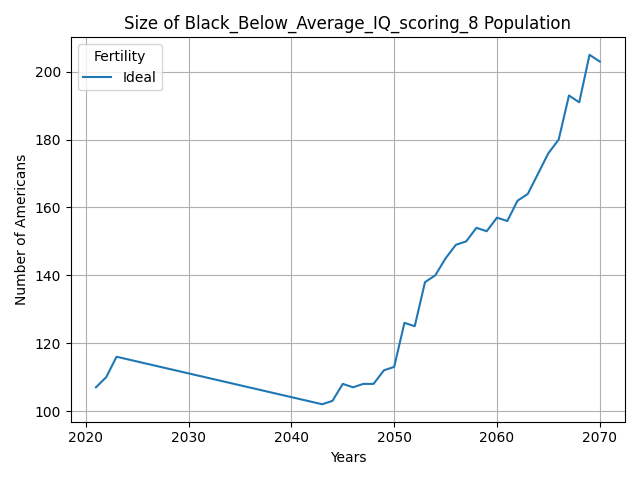 Size of Black_Below_Average_IQ_scoring_8 Population
Fertility
Ideal
Number of Americans
200
180
160
140
120
100
2020 2030 2040 2050 2060 2070
Years